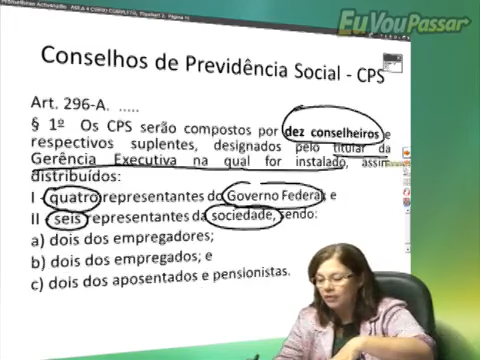 EuVouPassar
Conselhos de Previdência Social - CPS
Art. 296-A. .....
§ 1º Os CPS serão compostos por dez conselheiros e
respectivos suplentes, designados pelo titular da
Gerência Executiva na qual for instalado, assim
distribuídos:
I - quatro representantes do Governo Federal; e
II - seis representantes da sociedade, sendo:
a) dois dos empregadores;
b) dois dos empregados; e
c) dois dos aposentados e pensionistas.